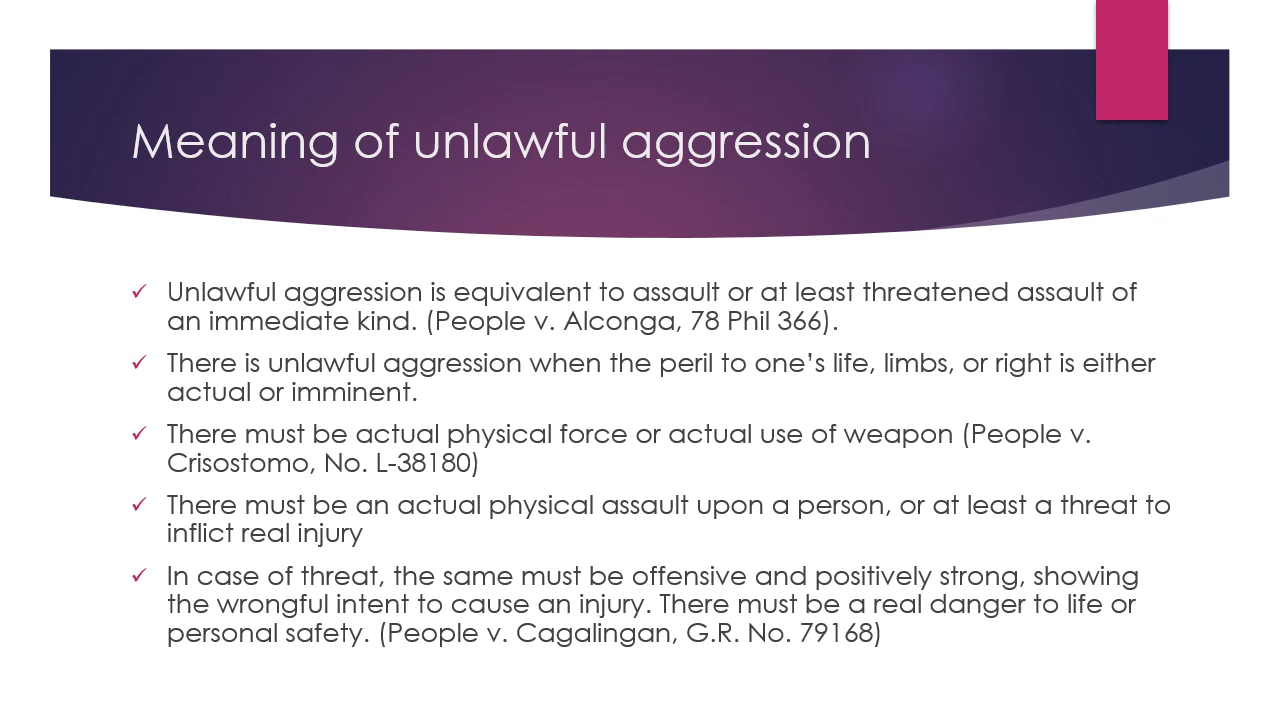 Meaning of unlawful aggression
✓ Unlawful aggression is equivalent to assault or at least threatened assault of
an immediate kind. (People v. Alconga, 78 Phil 366).
✓ There is unlawful aggression when the peril to one’s life, limbs, or right is either
actual or imminent.
✓ There must be actual physical force or actual use of weapon (People v.
Crisostomo, No. L-38180)
✓ There must be an actual physical assault upon a person, or at least a threat to
inflict real injury
✓ In case of threat, the same must be offensive and positively strong, showing
the wrongful intent to cause an injury. There must be a real danger to life or
personal safety. (People v. Cagalingan, G.R. No. 79168)